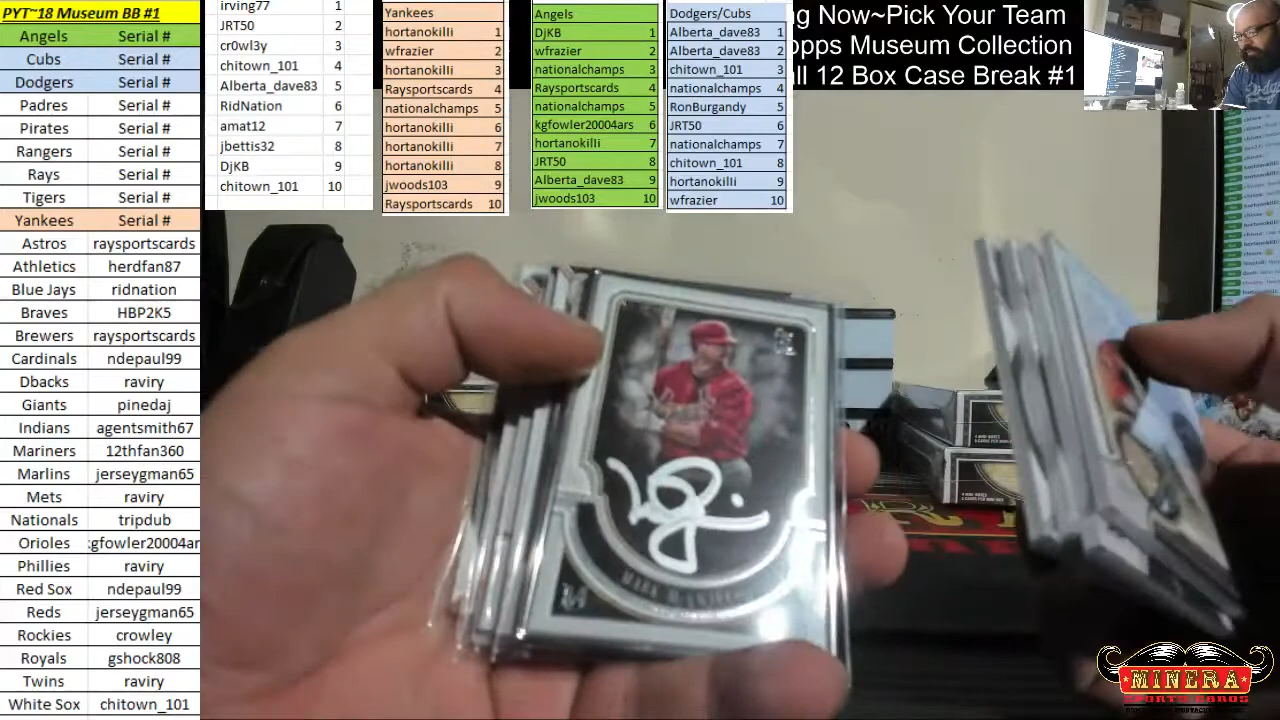 PYT~18 Museum BB #1
Angels Serial #
Cubs Serial #
Dodgers Serial #
Padres Serial #
Pirates Serial #
Rangers Serial #
Rays Serial #
Tigers Serial #
Yankees Serial #
Astros raysportscards
Athletics herdfan87
Blue Jays ridnation
Braves HBP2K5
Brewers raysportscards
Cardinals ndepaul99
Dbacks raviry
Giants pinedaj
Indians agentsmith67
Mariners 12thfan360
Marlins jerseygman65
Mets raviry
Nationals tripdub
Orioles kgfowler20004ar
Phillies raviry
Red Sox ndepaul99
Reds jerseygman65
Rockies crowley
Royals gshock808
Twins raviry
White Sox chitown_101
irving77 1
JRT50 2
cr0wl3y 3
chitown_101 4
Alberta_dave83 5
RidNation 6
amat12 7
jbettis32 8
DjKB 9
chitown_101 10
Yankees
hortanokilli 1
wfrazier 2
hortanokilli 3
Raysportscards 4
nationalchamps 5
hortanokilli 6
hortanokilli 7
hortanokilli 8
jwoods103 9
Raysportscards 10
Angels
DjKB 1
wfrazier 2
nationalchamps 3
Raysportscards 4
nationalchamps 5
kgfowler20004ars 6
hortanokilli 7
JRT50 8
Alberta_dave83 9
jwoods103 10
Dodgers/Cubs
Alberta_dave83 1
Alberta_dave83 2
chitown_101 3
nationalchamps 4
RonBurgandy 5
JRT50 6
nationalchamps 7
chitown_101 8
hortanokilli 9
wfrazier 10
g Now~Pick Your Team
opps Museum Collection
ll 12 Box Case Break #1
MINERA
SPORTS CARDS